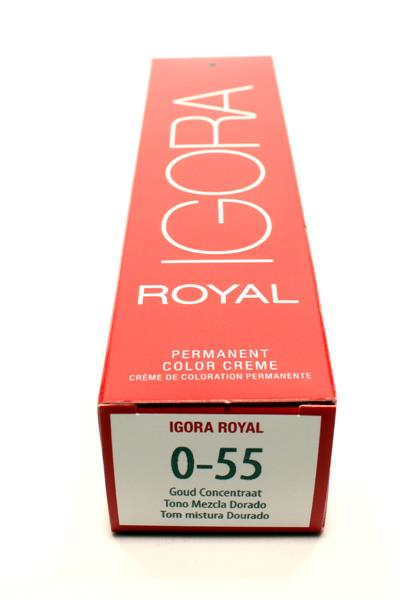 IGORA
ROYAL
PERMANENT
COLOR CREME
CRÈME DE COLORATION PERMANENTE
IGORA ROYAL
0-55
Goud Concentraat
Tono Mezcla Dorado
Tom mistura Dourado